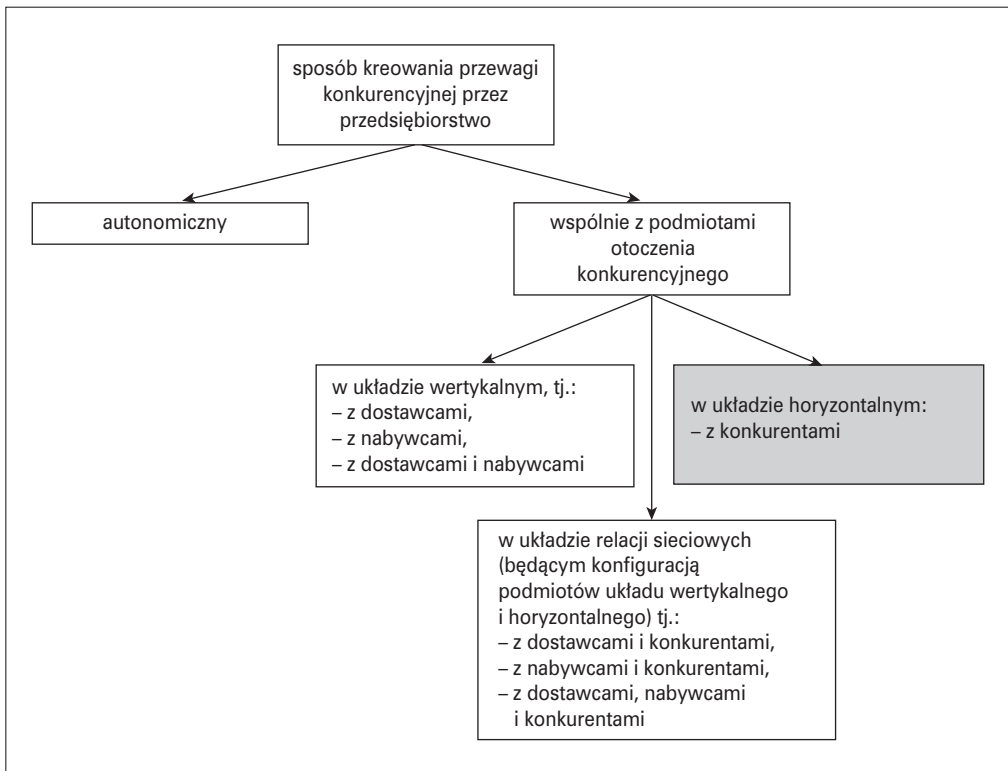 sposób kreowania przewagi
konkurencyjnej przez
przedsiębiorstwo
autonomiczny
wspólnie z podmiotami
otoczenia
konkurencyjnego
w układzie wertykalnym, tj.:
– z dostawcami,
– z nabywcami,
– z dostawcami i nabywcami
w układzie horyzontalnym:
– z konkurentami
w układzie relacji sieciowych
(będącym konfiguracją
podmiotów układu wertykalnego
i horyzontalnego) tj.:
– z dostawcami i konkurentami,
– z nabywcami i konkurentami,
– z dostawcami, nabywcami
i konkurentami